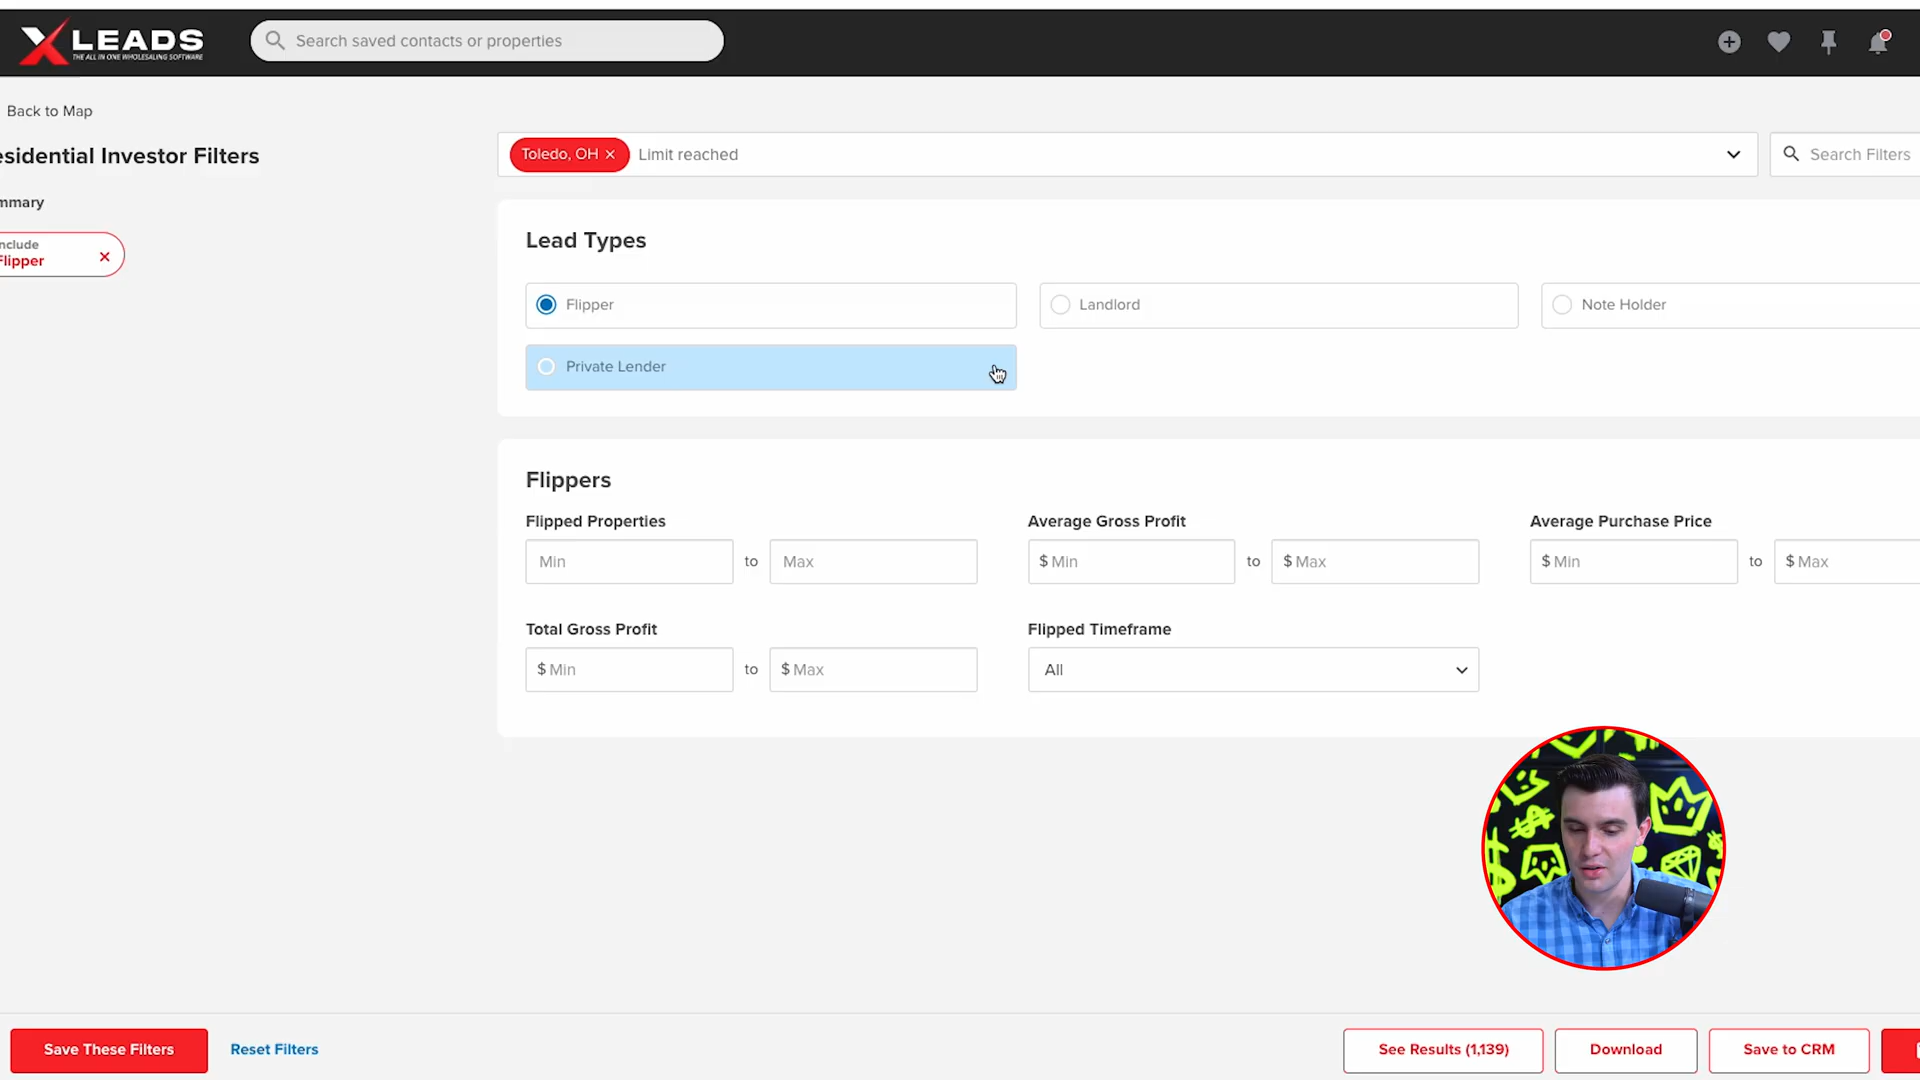 XLEADS
THE ALL IN ONE WHOLESALING SOFTWARE
Search saved contacts or properties
Back to Map
esidential Investor Filters
Toledo, OH × Limit reached
Search Filters
mmary
nclude
Flipper ×
Lead Types
Flipper
Landlord
Note Holder
Private Lender
Flippers
Flipped Properties
Average Gross Profit
Average Purchase Price
Min to Max
$ Min to $ Max
$ Min to $ Max
Total Gross Profit
Flipped Timeframe
$ Min to $ Max
All
Save These Filters
Reset Filters
See Results (1,139)
Download
Save to CRM